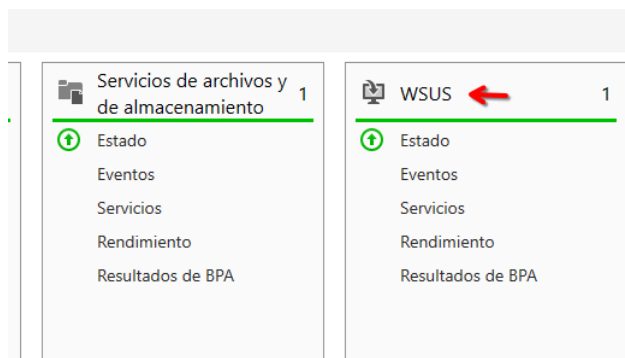 Servicios de archivos y
de almacenamiento 1
Estado
Eventos
Servicios
Rendimiento
Resultados de BPA
WSUS 1
Estado
Eventos
Servicios
Rendimiento
Resultados de BPA